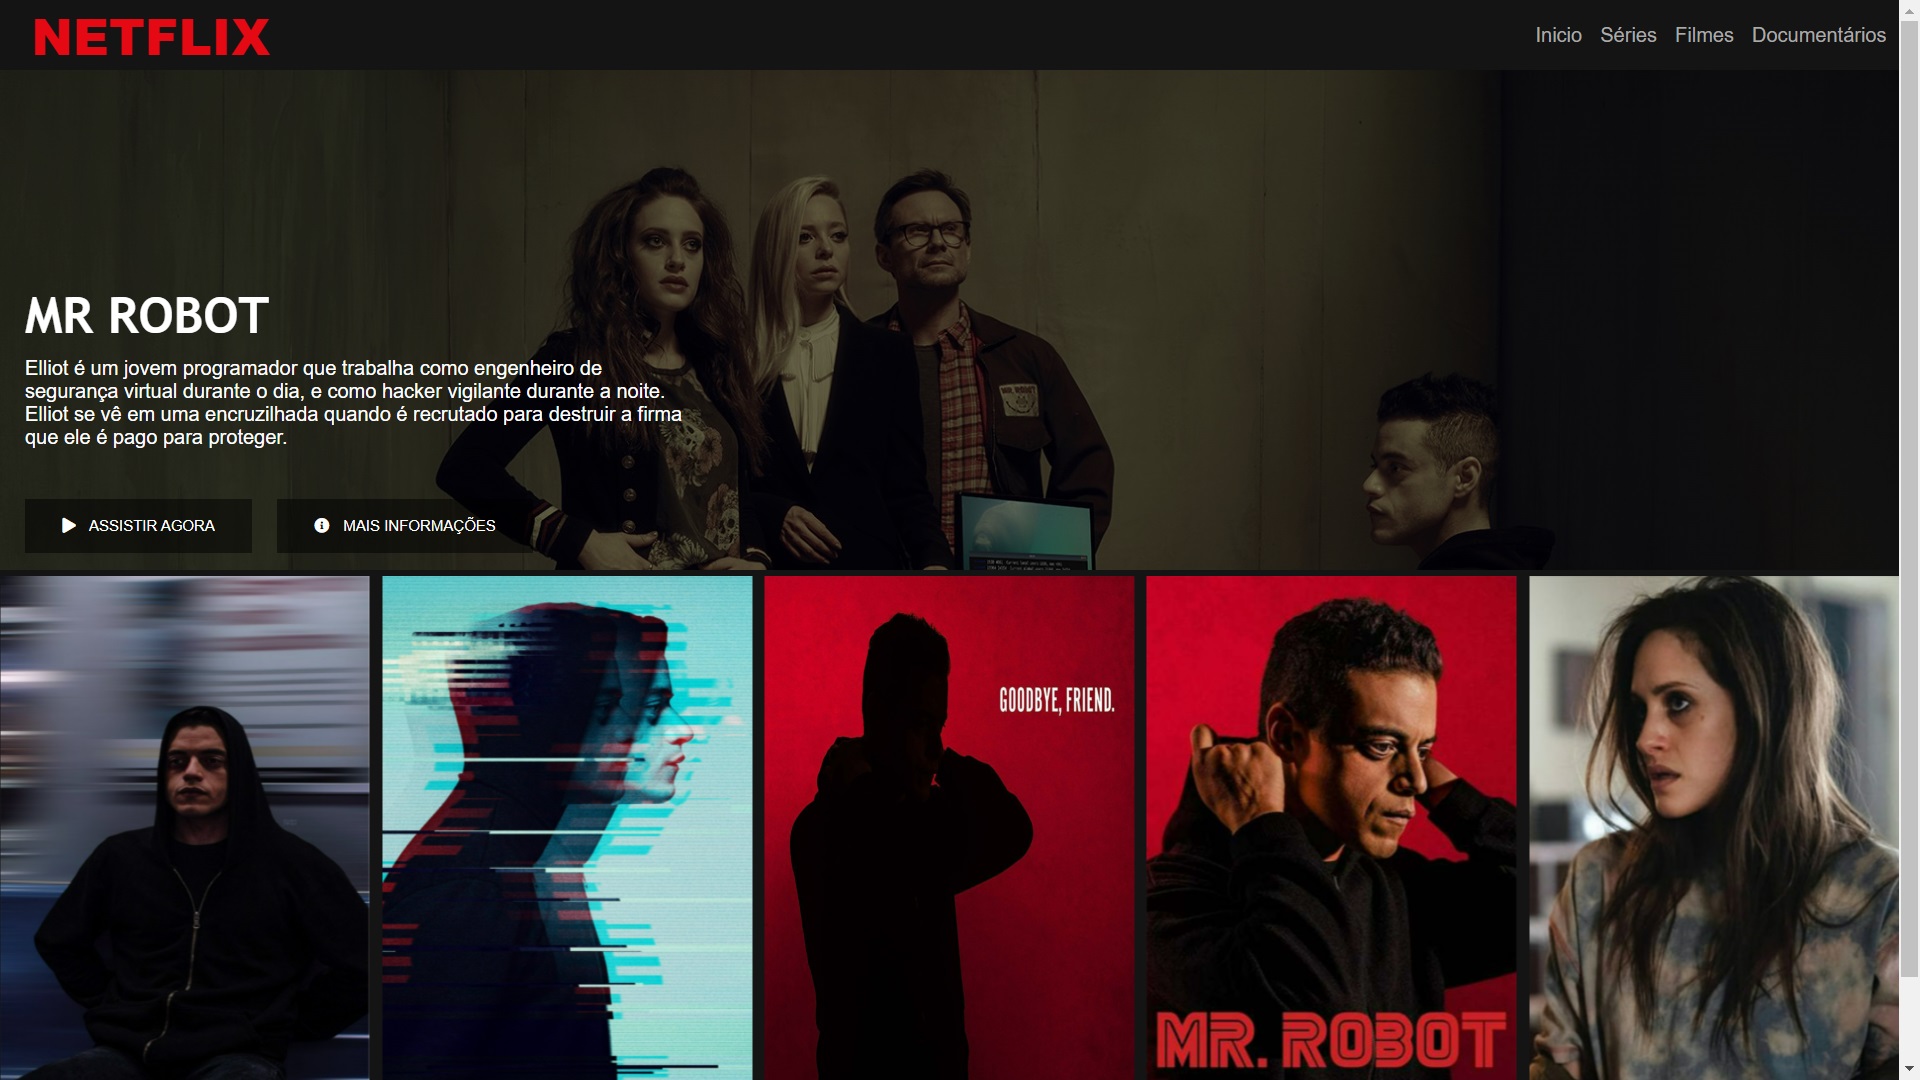 NETFLIX
Inicio Séries Filmes Documentários
MR ROBOT
Elliot é um jovem programador que trabalha como engenheiro de
segurança virtual durante o dia, e como hacker vigilante durante a noite.
Elliot se vê em uma encruzilhada quando é recrutado para destruir a firma
que ele é pago para proteger.
ASSISTIR AGORA
MAIS INFORMAÇÕES
GOODBYE, FRIEND.
MR. ROBOT